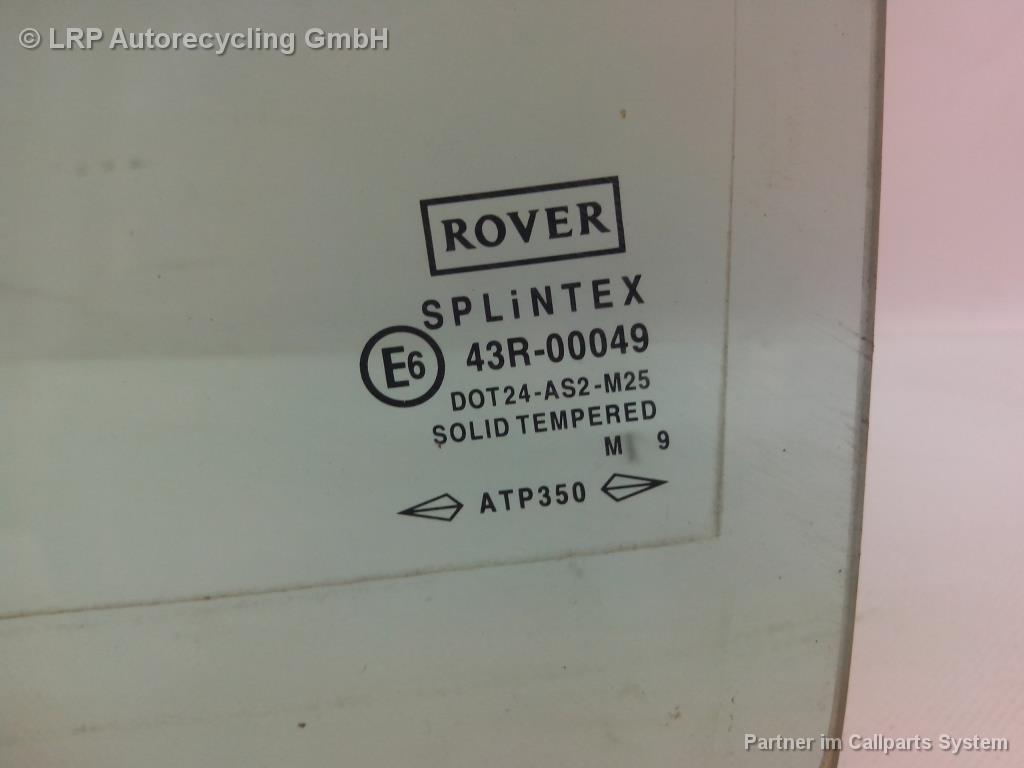 © LRP Autorecycling GmbH
ROVER
SPLiNTEX
E6 43R-00049
DOT24-AS2-M25
SOLID TEMPERED
M 9
ATP350
Partner im Callparts System